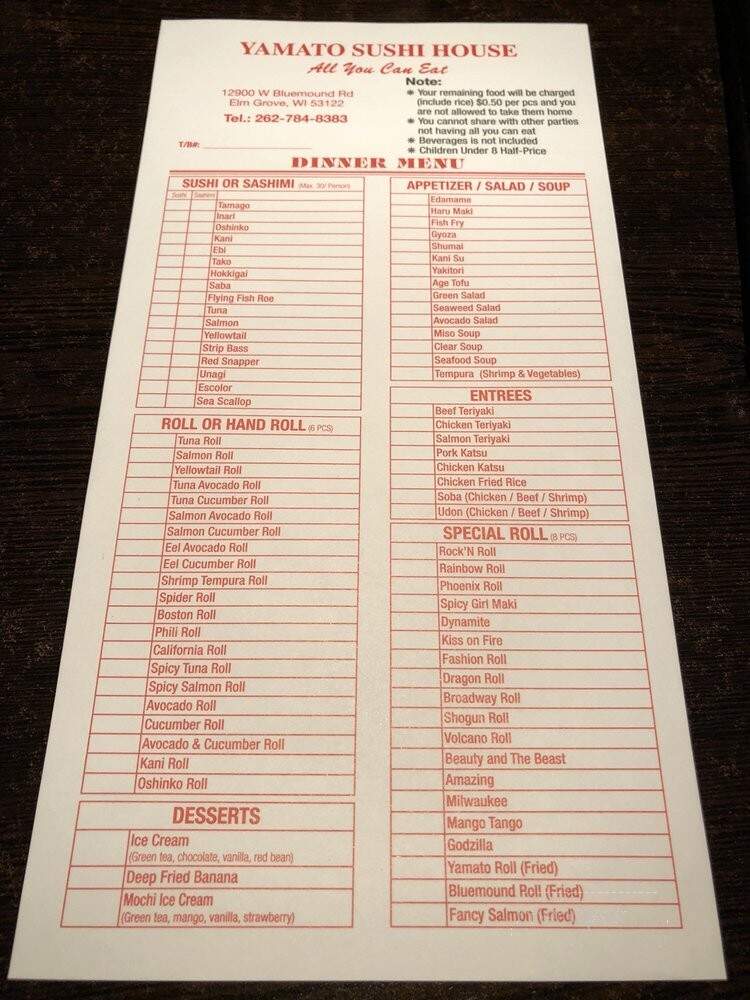 YAMATO SUSHI HOUSE
All You Can Eat
12900 W Bluemound Rd
Elm Grove, WI 53122
Tel.: 262-784-8383
T/B#:
Note:
* Your remaining food will be charged
(include rice) $0.50 per pcs and you
are not allowed to take them home
* You cannot share with other parties
not having all you can eat
* Beverages is not included
* Children Under 8 Half-Price
DINNER MENU
SUSHI OR SASHIMI (Max. 30/ Person)
Sushi Sashimi
Tamago
Inari
Oshinko
Kani
Ebi
Tako
Hokkigai
Saba
Flying Fish Roe
Tuna
Salmon
Yellowtail
Strip Bass
Red Snapper
Unagi
Escolor
Sea Scallop
ROLL OR HAND ROLL (6 PCS)
Tuna Roll
Salmon Roll
Yellowtail Roll
Tuna Avocado Roll
Tuna Cucumber Roll
Salmon Avocado Roll
Salmon Cucumber Roll
Eel Avocado Roll
Eel Cucumber Roll
Shrimp Tempura Roll
Spider Roll
Boston Roll
Phili Roll
California Roll
Spicy Tuna Roll
Spicy Salmon Roll
Avocado Roll
Cucumber Roll
Avocado & Cucumber Roll
Kani Roll
Oshinko Roll
DESSERTS
Ice Cream
(Green tea, chocolate, vanilla, red bean)
Deep Fried Banana
Mochi Ice Cream
(Green tea, mango, vanilla, strawberry)
APPETIZER / SALAD / SOUP
Edamame
Haru Maki
Fish Fry
Gyoza
Shumai
Kani Su
Yakitori
Age Tofu
Green Salad
Seaweed Salad
Avocado Salad
Miso Soup
Clear Soup
Seafood Soup
Tempura (Shrimp & Vegetables)
ENTREES
Beef Teriyaki
Chicken Teriyaki
Salmon Teriyaki
Pork Katsu
Chicken Katsu
Chicken Fried Rice
Soba (Chicken / Beef / Shrimp)
Udon (Chicken / Beef / Shrimp)
SPECIAL ROLL (8 PCS)
Rock'N Roll
Rainbow Roll
Phoenix Roll
Spicy Girl Maki
Dynamite
Kiss on Fire
Fashion Roll
Dragon Roll
Broadway Roll
Shogun Roll
Volcano Roll
Beauty and The Beast
Amazing
Milwaukee
Mango Tango
Godzilla
Yamato Roll (Fried)
Bluemound Roll (Fried)
Fancy Salmon (Fried)